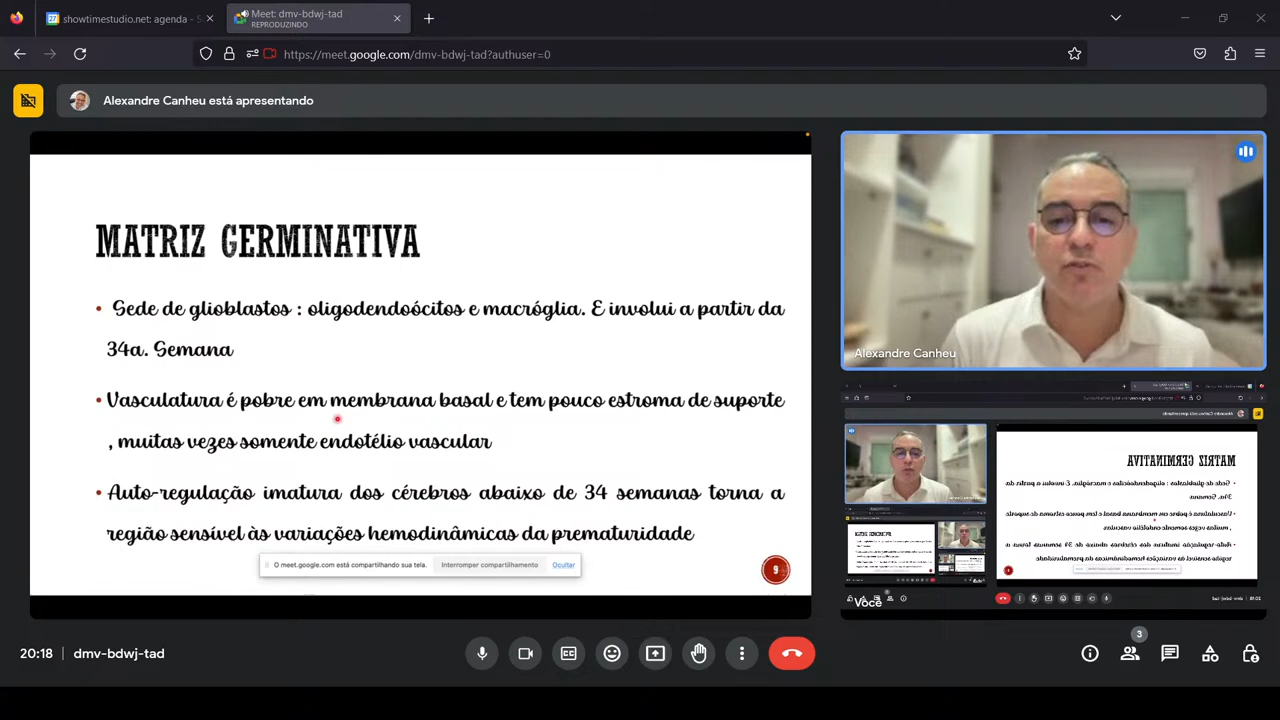 showtimestudio.net: agenda - S
Meet: dmv-bdwj-tad
REPRODUZINDO
https://meet.google.com/dmv-bdwj-tad?authuser=0
Alexandre Canheu está apresentando
MATRIZ GERMINATIVA
• Sede de glioblastos : oligodendoócitos e macróglia. E involui a partir da
34a. Semana
• Vasculatura é pobre em membrana basal e tem pouco estroma de suporte
, muitas vezes somente endotélio vascular
• Auto-regulação imatura dos cérebros abaixo de 34 semanas torna a
região sensível às variações hemodinâmicas da prematuridade
O meet.google.com está compartilhando sua tela.
Interromper compartilhamento
Ocultar
9
Alexandre Canheu
MATRIZ GERMINATIVA
Você
20:18 | dmv-bdwj-tad
3